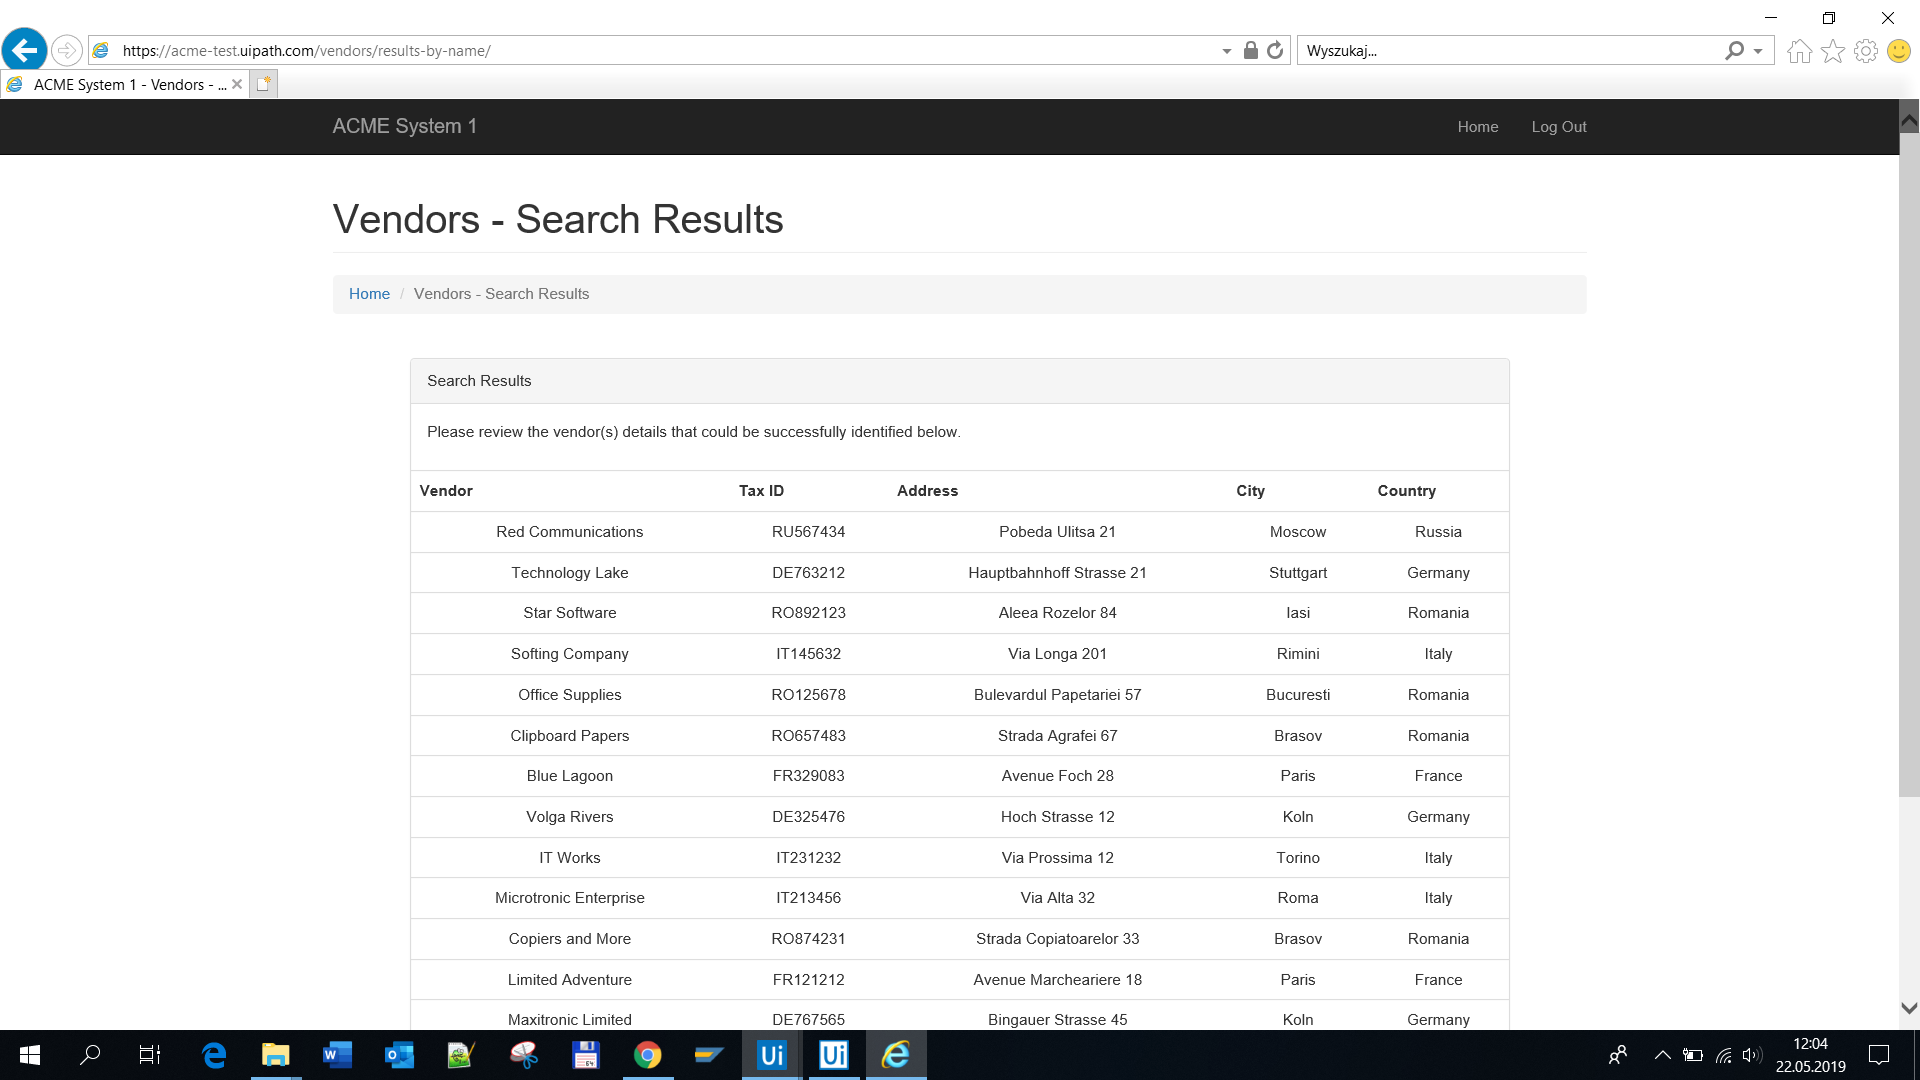 https://acme-test.uipath.com/vendors/results-by-name/
Wyszukaj...
ACME System 1 - Vendors - ...
ACME System 1 Home Log Out
Vendors - Search Results
Home / Vendors - Search Results
Search Results
Please review the vendor(s) details that could be successfully identified below.
Vendor Tax ID Address City Country
Red Communications RU567434 Pobeda Ulitsa 21 Moscow Russia
Technology Lake DE763212 Hauptbahnhoff Strasse 21 Stuttgart Germany
Star Software RO892123 Aleea Rozelor 84 Iasi Romania
Softing Company IT145632 Via Longa 201 Rimini Italy
Office Supplies RO125678 Bulevardul Papetariei 57 Bucuresti Romania
Clipboard Papers RO657483 Strada Agrafei 67 Brasov Romania
Blue Lagoon FR329083 Avenue Foch 28 Paris France
Volga Rivers DE325476 Hoch Strasse 12 Koln Germany
IT Works IT231232 Via Prossima 12 Torino Italy
Microtronic Enterprise IT213456 Via Alta 32 Roma Italy
Copiers and More RO874231 Strada Copiatoarelor 33 Brasov Romania
Limited Adventure FR121212 Avenue Marcheariere 18 Paris France
Maxitronic Limited DE767565 Bingauer Strasse 45 Koln Germany
64
Ui
Ui
12:04
22.05.2019